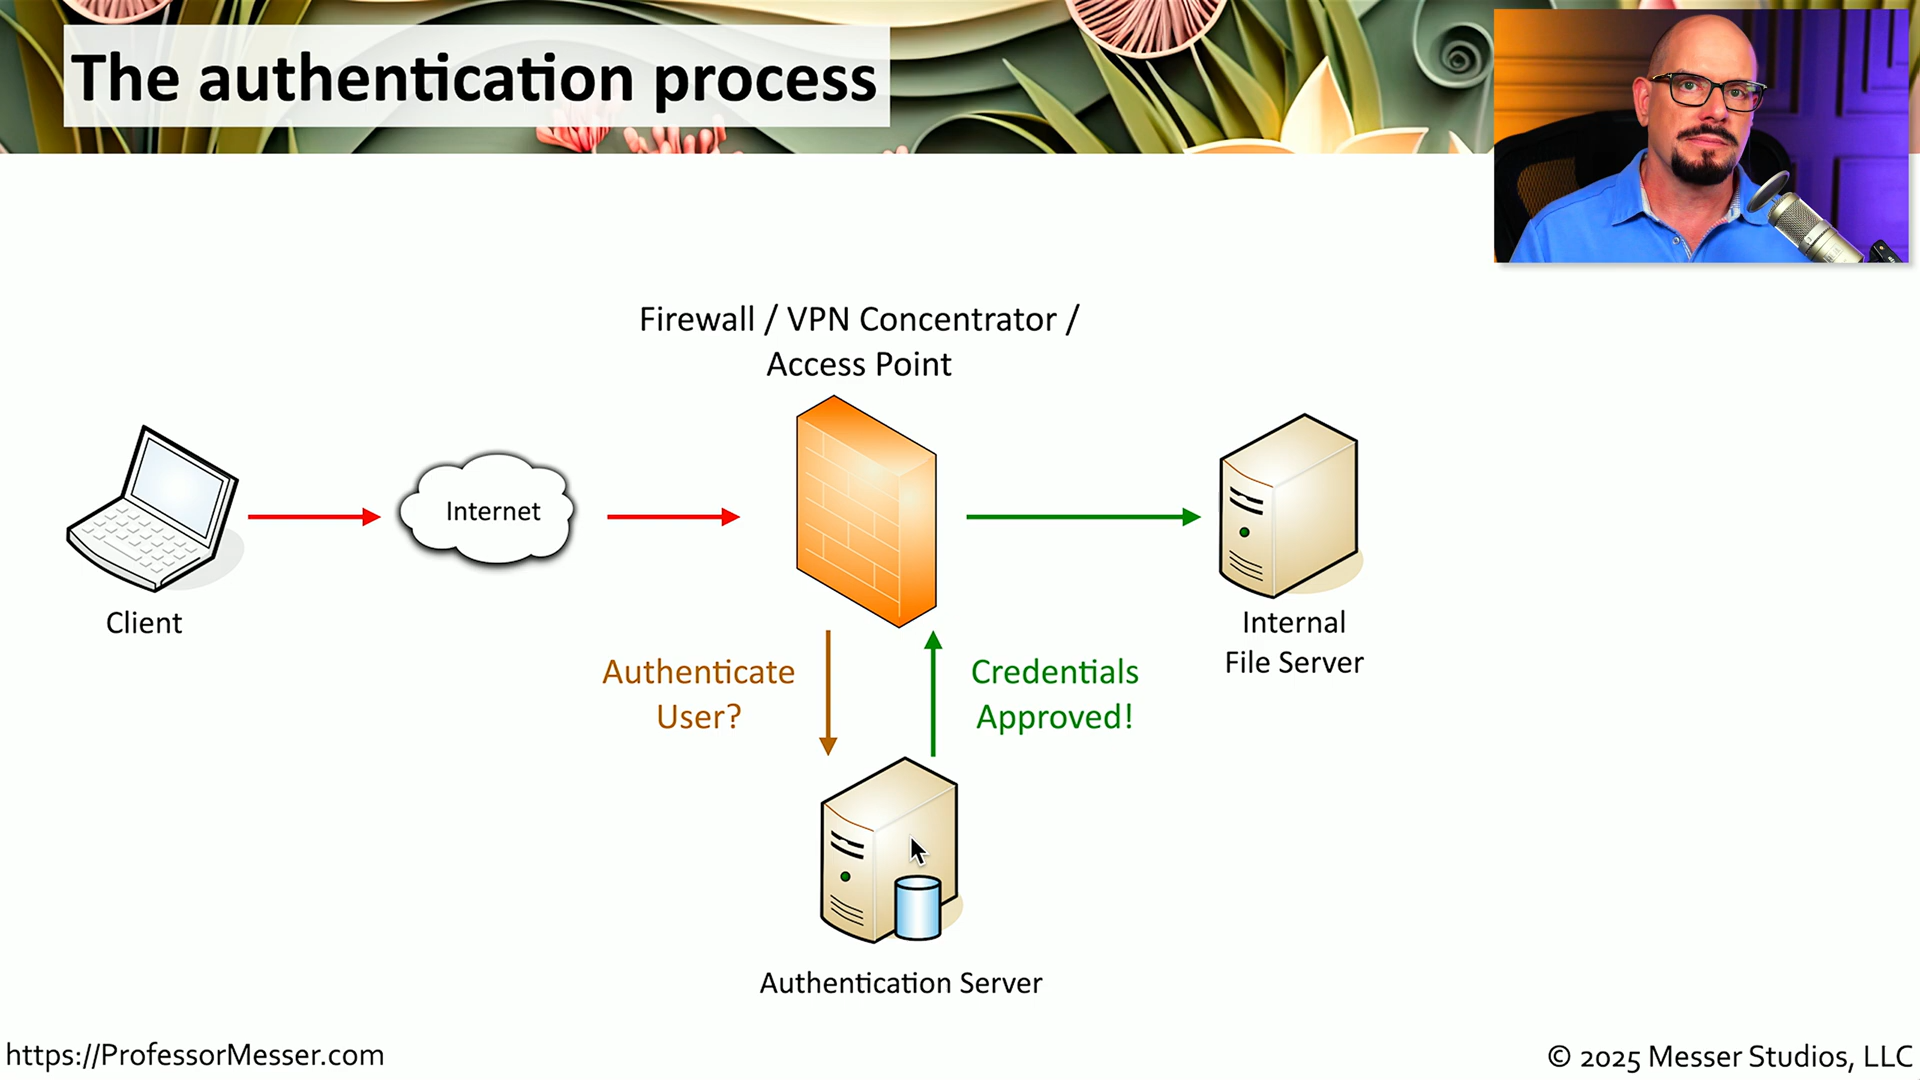 The authentication process
Firewall / VPN Concentrator /
Access Point
Internet
Client
Internal
File Server
Authenticate
User?
Credentials
Approved!
Authentication Server
https://ProfessorMesser.com
© 2025 Messer Studios, LLC